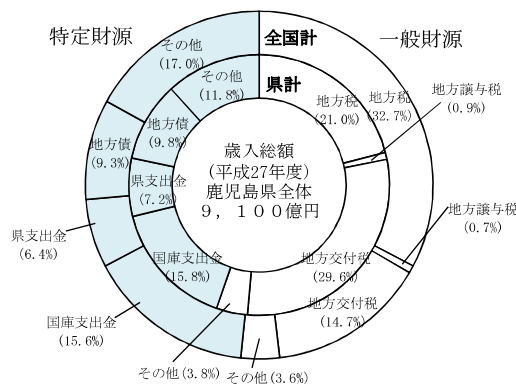 特定財源
一般財源
全国計
県計
その他
(17.0%)
その他
(11.8%)
地方税
(21.0%)
地方税
(32.7%)
地方譲与税
(0.9%)
地方債
(9.3%)
地方債
(9.8%)
歳入総額
(平成27年度)
鹿児島県全体
9，100億円
県支出金
(7.2%)
県支出金
(6.4%)
地方譲与税
(0.7%)
国庫支出金
(15.8%)
地方交付税
(29.6%)
地方交付税
(14.7%)
国庫支出金
(15.6%)
その他(3.8%)
その他(3.6%)